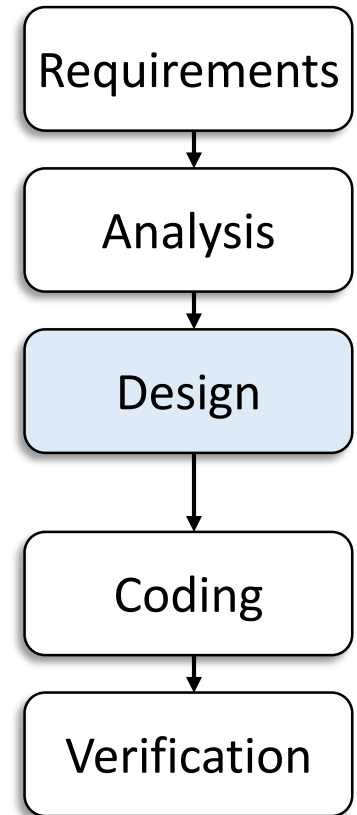 Requirements
Analysis
Design
Coding
Verification